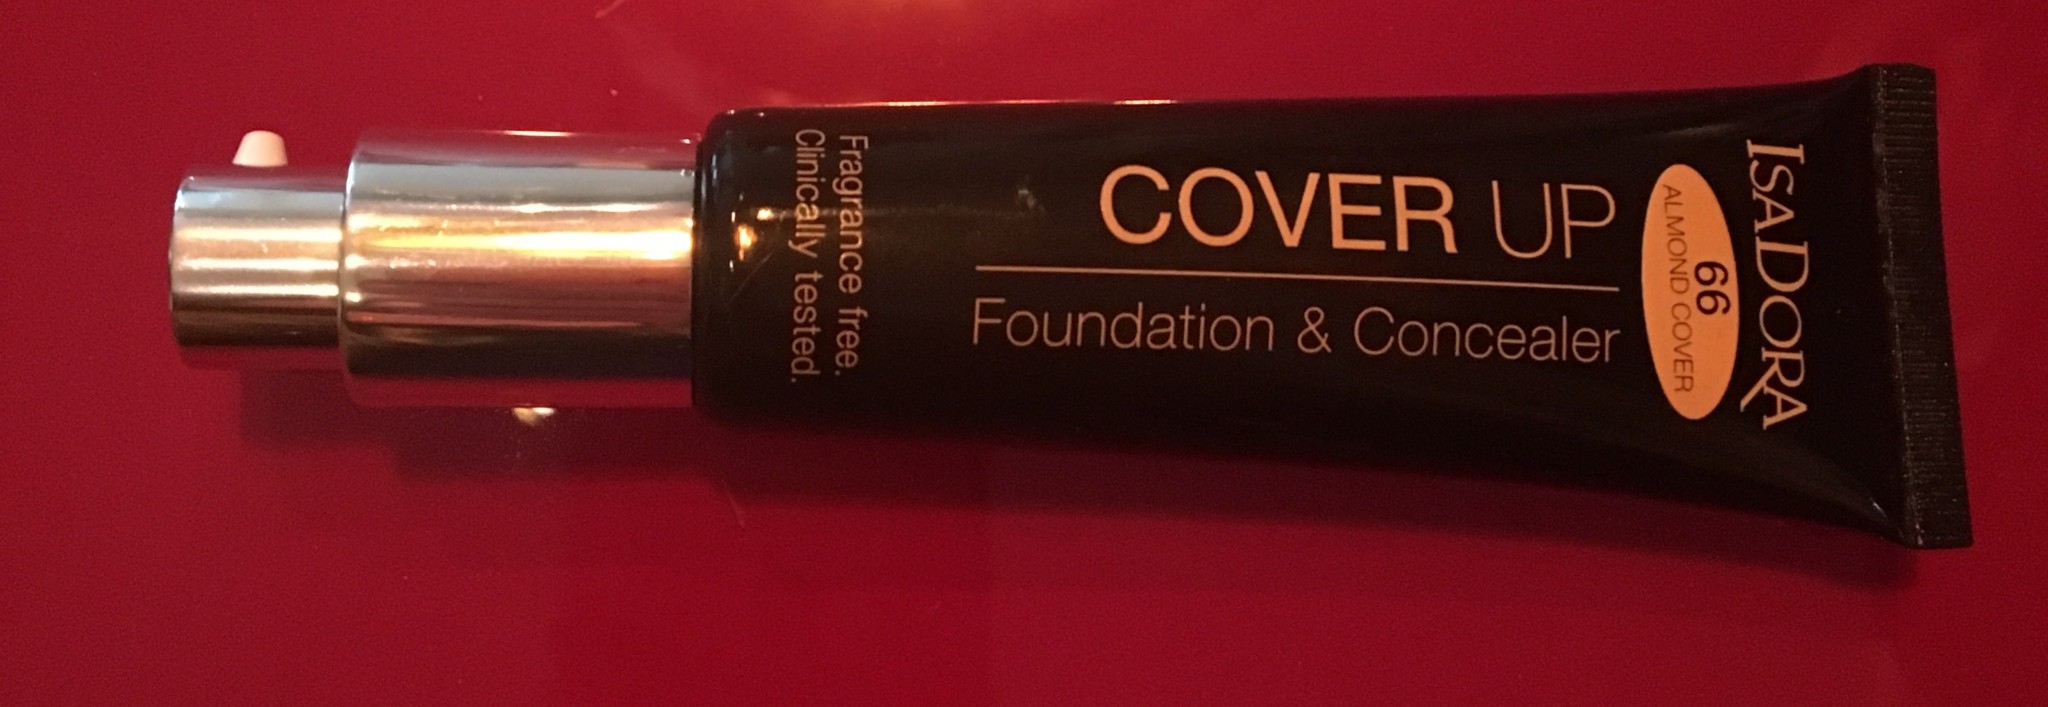 ISADORA
66
ALMOND COVER
COVER UP
Foundation & Concealer
Fragrance free.
Clinically tested.